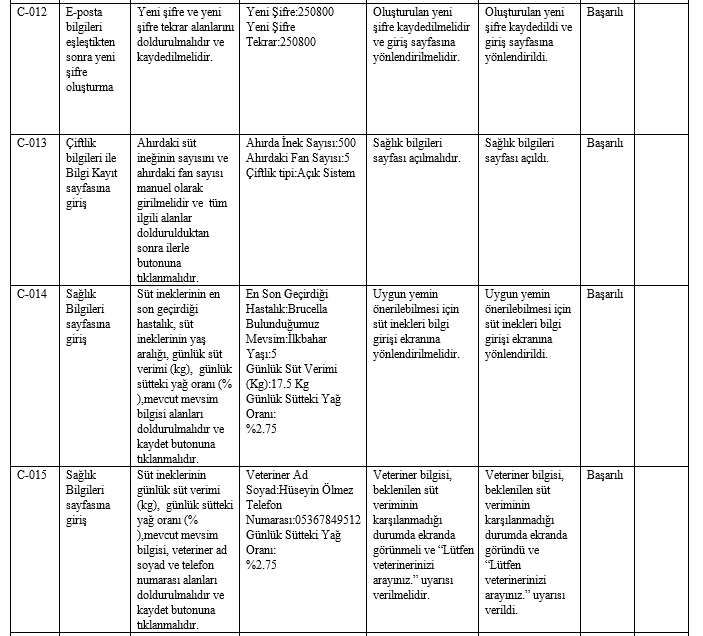 C-012
E-posta
bilgileri
eşleştikten
sonra yeni
şifre
oluşturma
Yeni şifre ve yeni
şifre tekrar alanlarını
doldurulmalıdır ve
kaydedilmelidir.
Yeni Şifre:250800
Yeni Şifre
Tekrar:250800
Oluşturulan yeni
şifre kaydedilmelidir
ve giriş sayfasına
yönlendirilmelidir.
Oluşturulan yeni
şifre kaydedildi ve
giriş sayfasına
yönlendirildi.
Başarılı
C-013
Çiftlik
bilgileri ile
Bilgi Kayıt
sayfasına
giriş
Ahırdaki süt
ineğinin sayısını ve
ahırdaki fan sayısı
manuel olarak
girilmelidir ve tüm
ilgili alanlar
doldurulduktan
sonra ilerle
butonuna
tıklanmalıdır.
Ahırda İnek Sayısı:500
Ahırdaki Fan Sayısı:5
Çiftlik tipi:Açık Sistem
Sağlık bilgileri
sayfası açılmalıdır.
Sağlık bilgileri
sayfası açıldı.
Başarılı
C-014
Sağlık
Bilgileri
sayfasına
giriş
Süt ineklerinin en
son geçirdiği
hastalık, süt
ineklerinin yaş
aralığı, günlük süt
verimi (kg), günlük
sütteki yağ oranı (%
),mevcut mevsim
bilgisi alanları
doldurulmalıdır ve
kaydet butonuna
tıklanmalıdır.
En Son Geçirdiği
Hastalık:Brucella
Bulunduğumuz
Mevsim:İlkbahar
Yaşı:5
Günlük Süt Verimi
(Kg):17.5 Kg
Günlük Sütteki Yağ
Oranı:
%2.75
Uygun yemin
önerilebilmesi için
süt inekleri bilgi
girişi ekranına
yönlendirilmelidir.
Uygun yemin
önerilebilmesi için
süt inekleri bilgi
girişi ekranına
yönlendirildi.
Başarılı
C-015
Sağlık
Bilgileri
sayfasına
giriş
Süt ineklerinin
günlük süt verimi
(kg), günlük sütteki
yağ oranı (%
),mevcut mevsim
bilgisi, veteriner ad
soyad ve telefon
numarası alanları
doldurulmalıdır ve
kaydet butonuna
tıklanmalıdır.
Veteriner Ad
Soyad:Hüseyin Ölmez
Telefon
Numarası:05367849512
Günlük Sütteki Yağ
Oranı:
%2.75
Veteriner bilgisi,
beklenilen süt
veriminin
karşılanmadığı
durumda ekranda
görünmeli ve “Lütfen
veterinerinizi
arayınız.” uyarısı
verilmelidir.
Veteriner bilgisi,
beklenilen süt
veriminin
karşılanmadığı
durumda ekranda
göründü ve
“Lütfen
veterinerinizi
arayınız.” uyarısı
verildi.
Başarılı